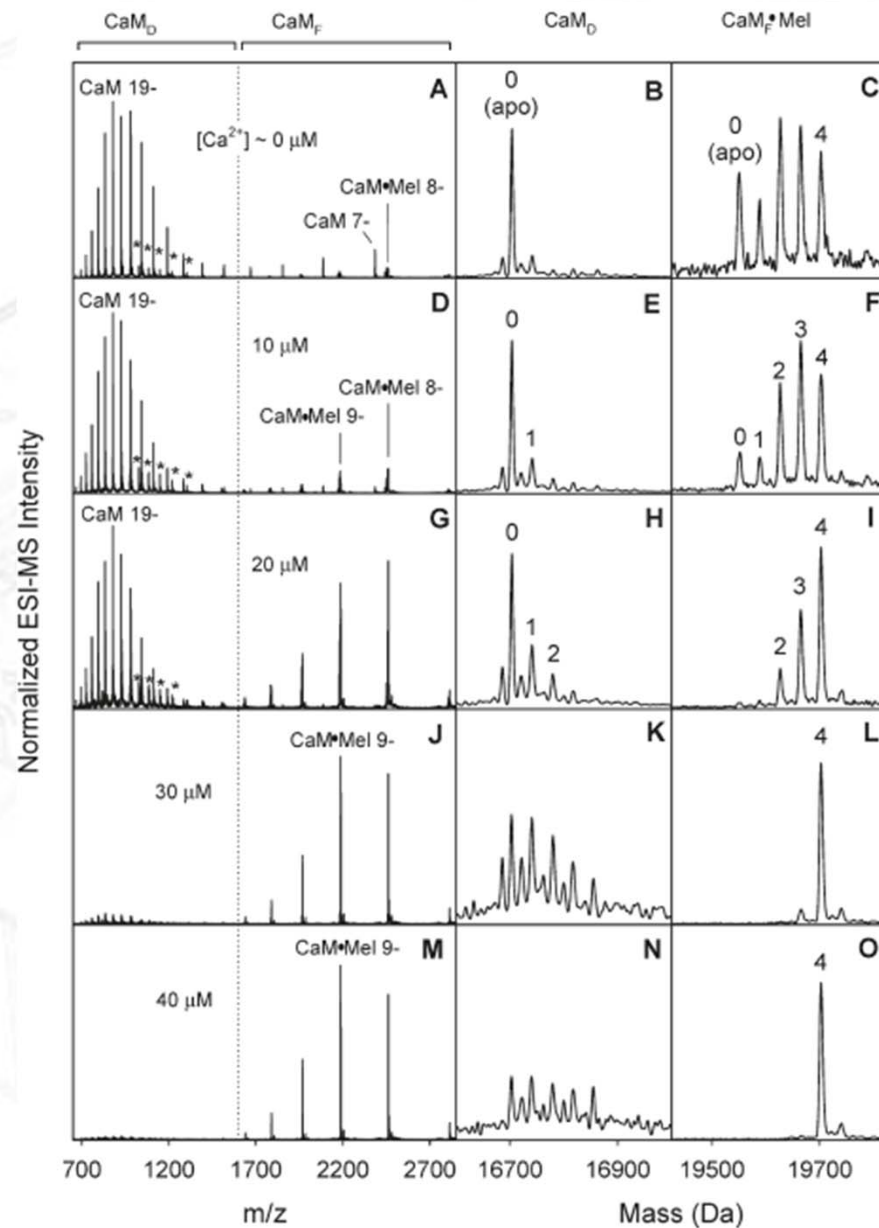 CaM_D CaM_F CaM_D CaM_F•Mel
CaM 19- A 0 B C
(apo) 0 4
[Ca²⁺] ~ 0 μM (apo)
CaM•Mel 8-
CaM 7-
* * * *
CaM 19- D 0 E 3 F
10 μM 2 4
CaM•Mel 8-
CaM•Mel 9- 1 0 1
* * * *
CaM 19- G 0 H 4 I
20 μM 3
1 2 2
* * * *
CaM•Mel 9- J K 4 L
30 μM
CaM•Mel 9- M N 4 O
40 μM
Normalized ESI-MS Intensity
700 1200 1700 2200 2700 16700 16900 19500 19700
m/z Mass (Da)